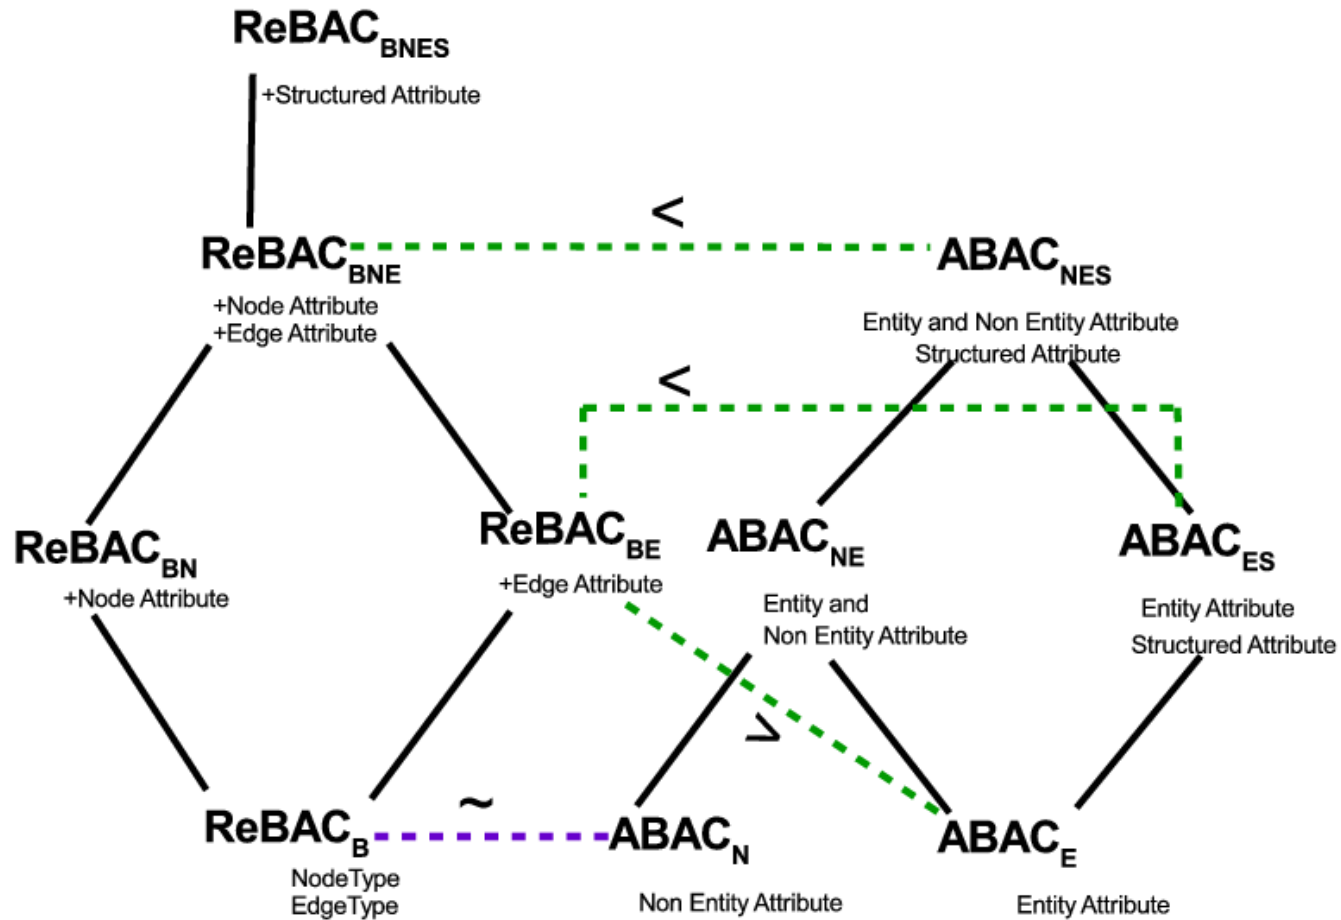 ReBAC_BNES
+Structured Attribute
<
ReBAC_BNE
ABAC_NES
+Node Attribute
+Edge Attribute
Entity and Non Entity Attribute
Structured Attribute
<
ReBAC_BN
+Node Attribute
ReBAC_BE
+Edge Attribute
ABAC_NE
Entity and
Non Entity Attribute
ABAC_ES
Entity Attribute
Structured Attribute
>
~
ReBAC_B
NodeType
EdgeType
ABAC_N
Non Entity Attribute
ABAC_E
Entity Attribute